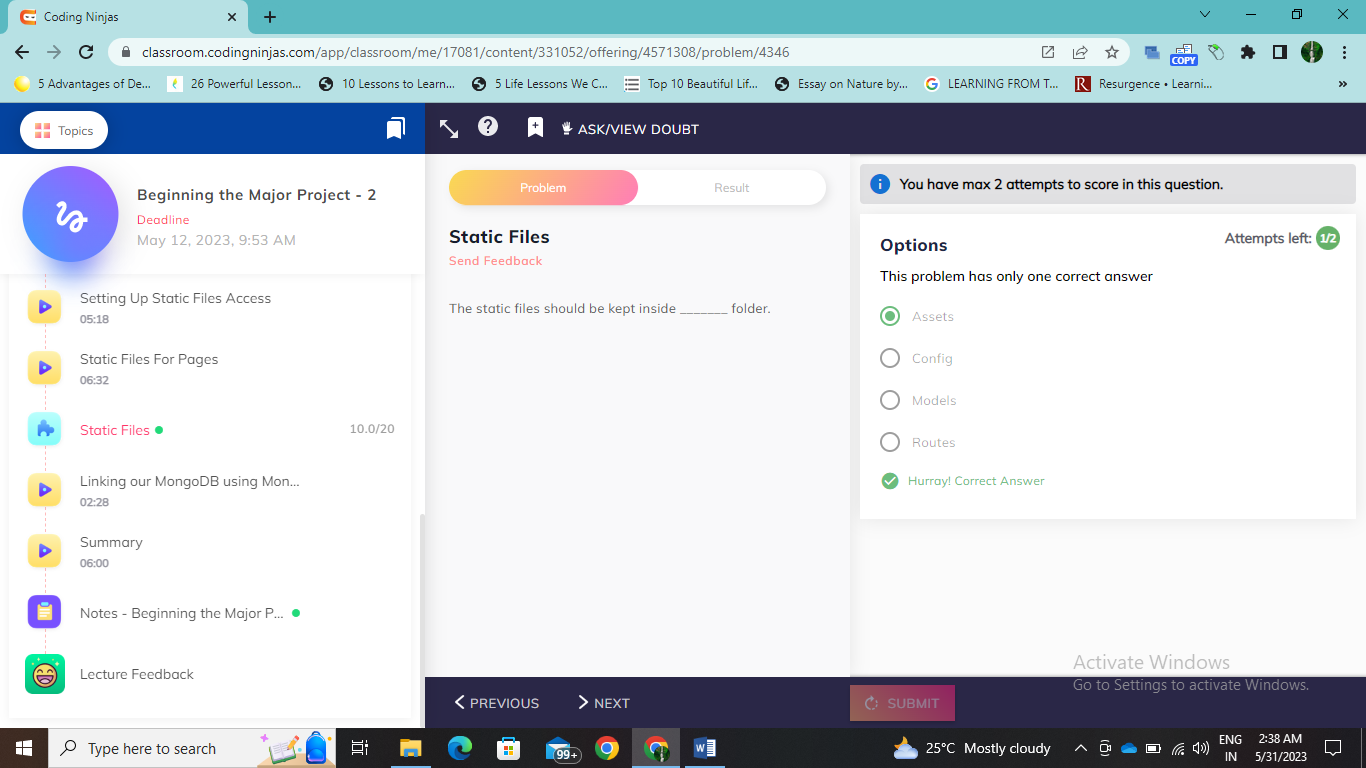 Coding Ninjas
classroom.codingninjas.com/app/classroom/me/17081/content/331052/offering/4571308/problem/4346
COPY
5 Advantages of De...
26 Powerful Lesson...
10 Lessons to Learn...
5 Life Lessons We C...
Top 10 Beautiful Lif...
Essay on Nature by...
LEARNING FROM T...
Resurgence • Learni...
Topics
ASK/VIEW DOUBT
Beginning the Major Project - 2
Deadline
May 12, 2023, 9:53 AM
Setting Up Static Files Access
05:18
Static Files For Pages
06:32
Static Files
10.0/20
Linking our MongoDB using Mon...
02:28
Summary
06:00
Notes - Beginning the Major P...
Lecture Feedback
Problem
Result
Static Files
Send Feedback
The static files should be kept inside _______ folder.
PREVIOUS
NEXT
You have max 2 attempts to score in this question.
Options
Attempts left: 1/2
This problem has only one correct answer
Assets
Config
Models
Routes
Hurray! Correct Answer
Activate Windows
Go to Settings to activate Windows.
SUBMIT
Type here to search
99+
25°C Mostly cloudy
ENG
IN
2:38 AM
5/31/2023